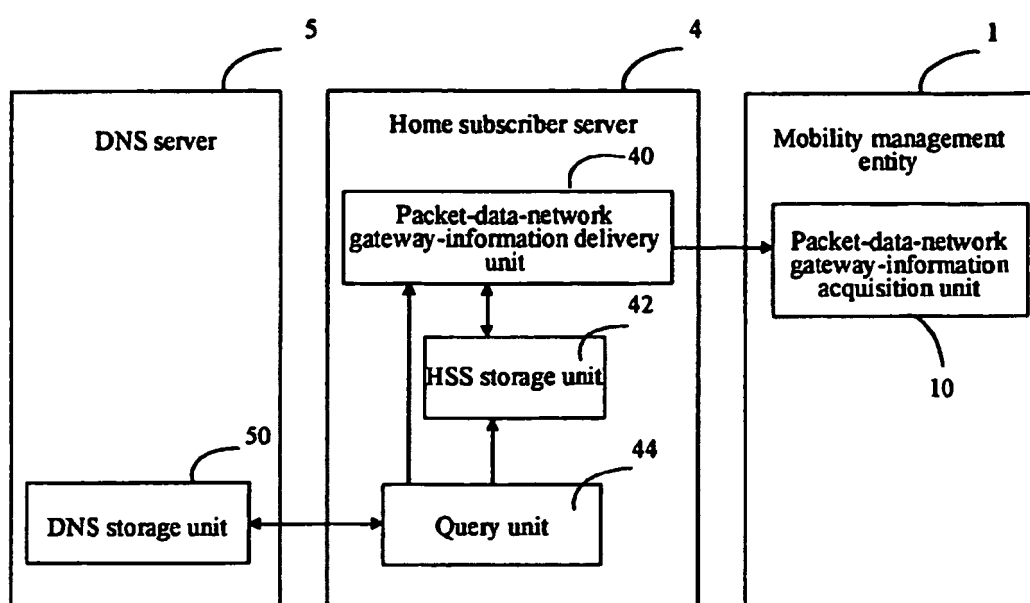 5
4
1
DNS server
Home subscriber server
Mobility management
entity
40
Packet-data-network
gateway-information delivery
unit
Packet-data-network
gateway-information
acquisition unit
42
HSS storage unit
10
50
44
DNS storage unit
Query unit